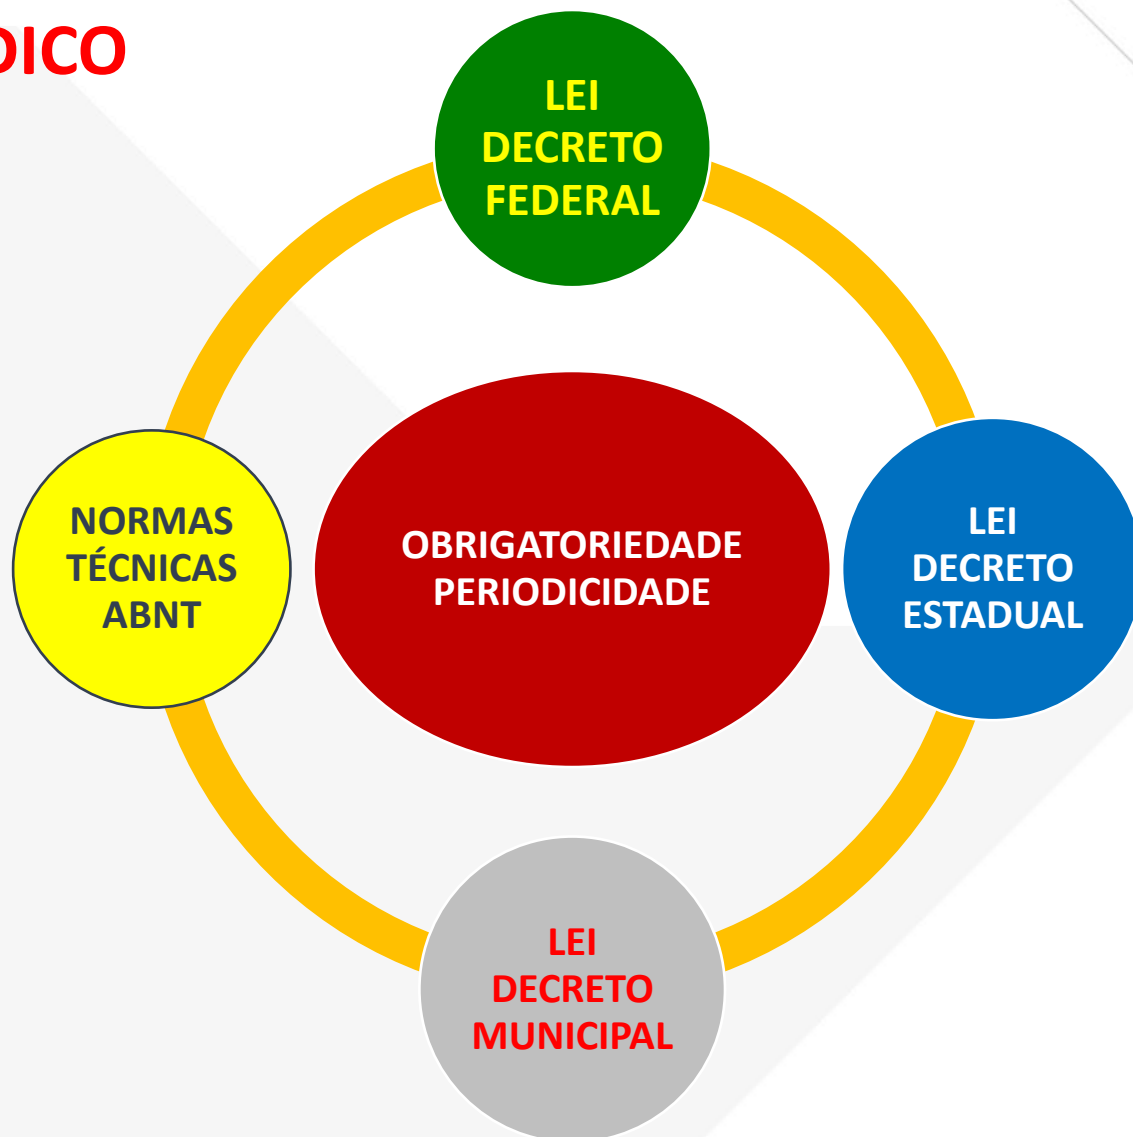 DICO
LEI
DECRETO
FEDERAL
NORMAS
TÉCNICAS
ABNT
OBRIGATORIEDADE
PERIODICIDADE
LEI
DECRETO
ESTADUAL
LEI
DECRETO
MUNICIPAL